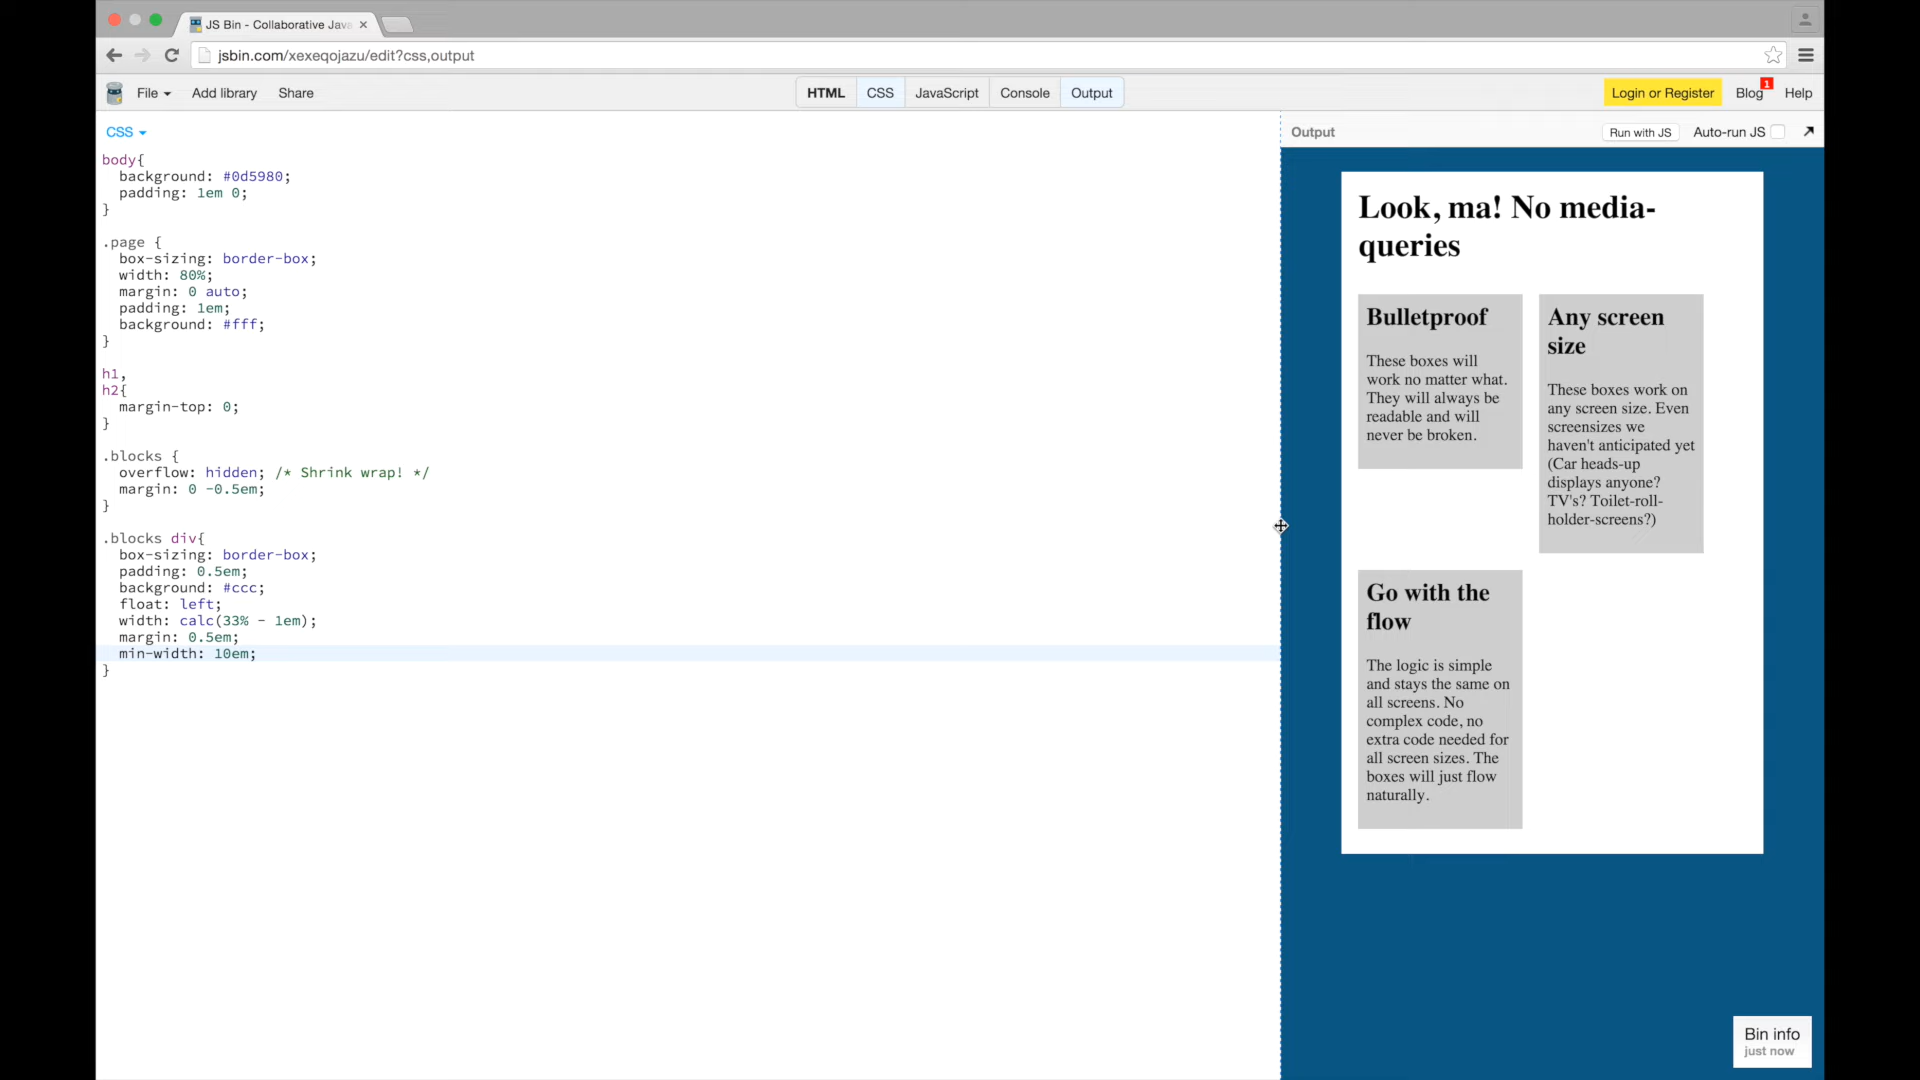 JS Bin - Collaborative Java
jsbin.com/xexeqojazu/edit?css,output
File Add library Share HTML CSS JavaScript Console Output Login or Register Blog 1 Help
CSS
body{
background: #0d5980;
padding: 1em 0;
}
.page {
box-sizing: border-box;
width: 80%;
margin: 0 auto;
padding: 1em;
background: #fff;
}
h1,
h2{
margin-top: 0;
}
.blocks {
overflow: hidden; /* Shrink wrap! */
margin: 0 -0.5em;
}
.blocks div{
box-sizing: border-box;
padding: 0.5em;
background: #ccc;
float: left;
width: calc(33% - 1em);
margin: 0.5em;
min-width: 10em;
}
Output Run with JS Auto-run JS
Look, ma! No media-
queries
Bulletproof
These boxes will
work no matter what.
They will always be
readable and will
never be broken.
Any screen
size
These boxes work on
any screen size. Even
screensizes we
haven't anticipated yet
(Car heads-up
displays anyone?
TV's? Toilet-roll-
holder-screens?)
Go with the
flow
The logic is simple
and stays the same on
all screens. No
complex code, no
extra code needed for
all screen sizes. The
boxes will just flow
naturally.
Bin info
just now